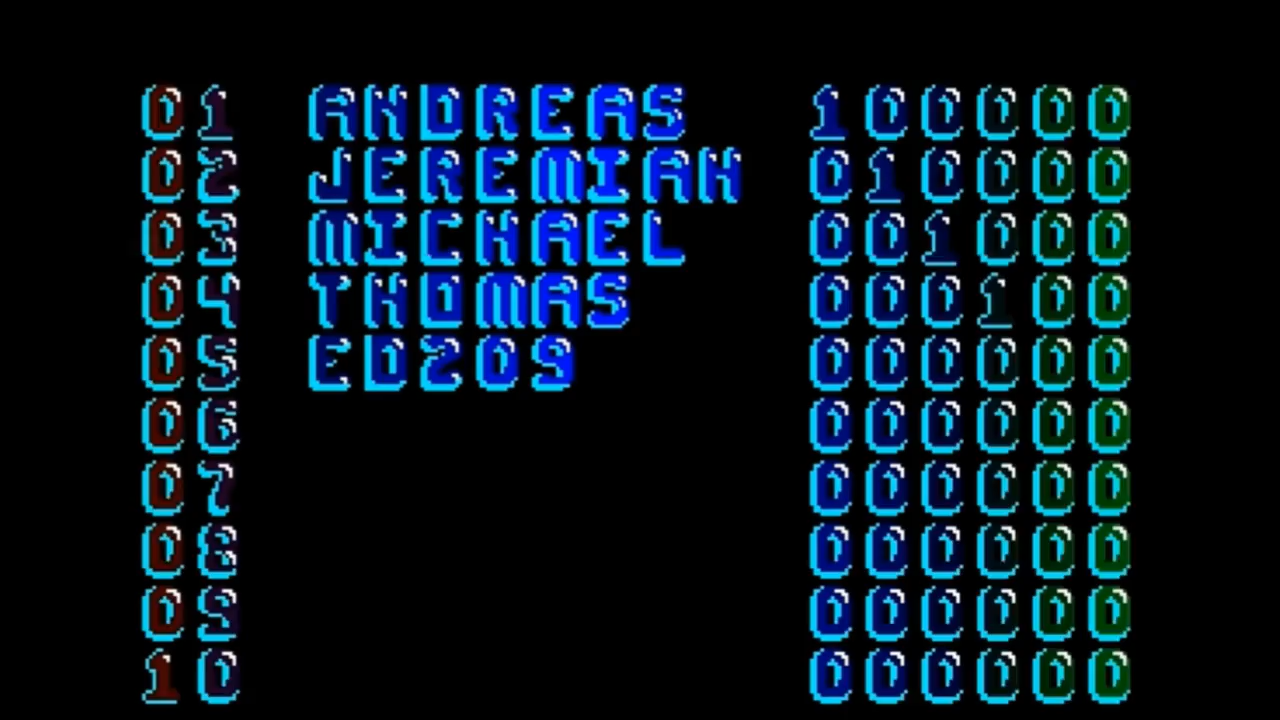 01 ANDREAS 100000
02 JEREMIAH 010000
03 MICHAEL 001000
04 THOMAS 000100
05 ED209 000000
06 000000
07 000000
08 000000
09 000000
10 000000